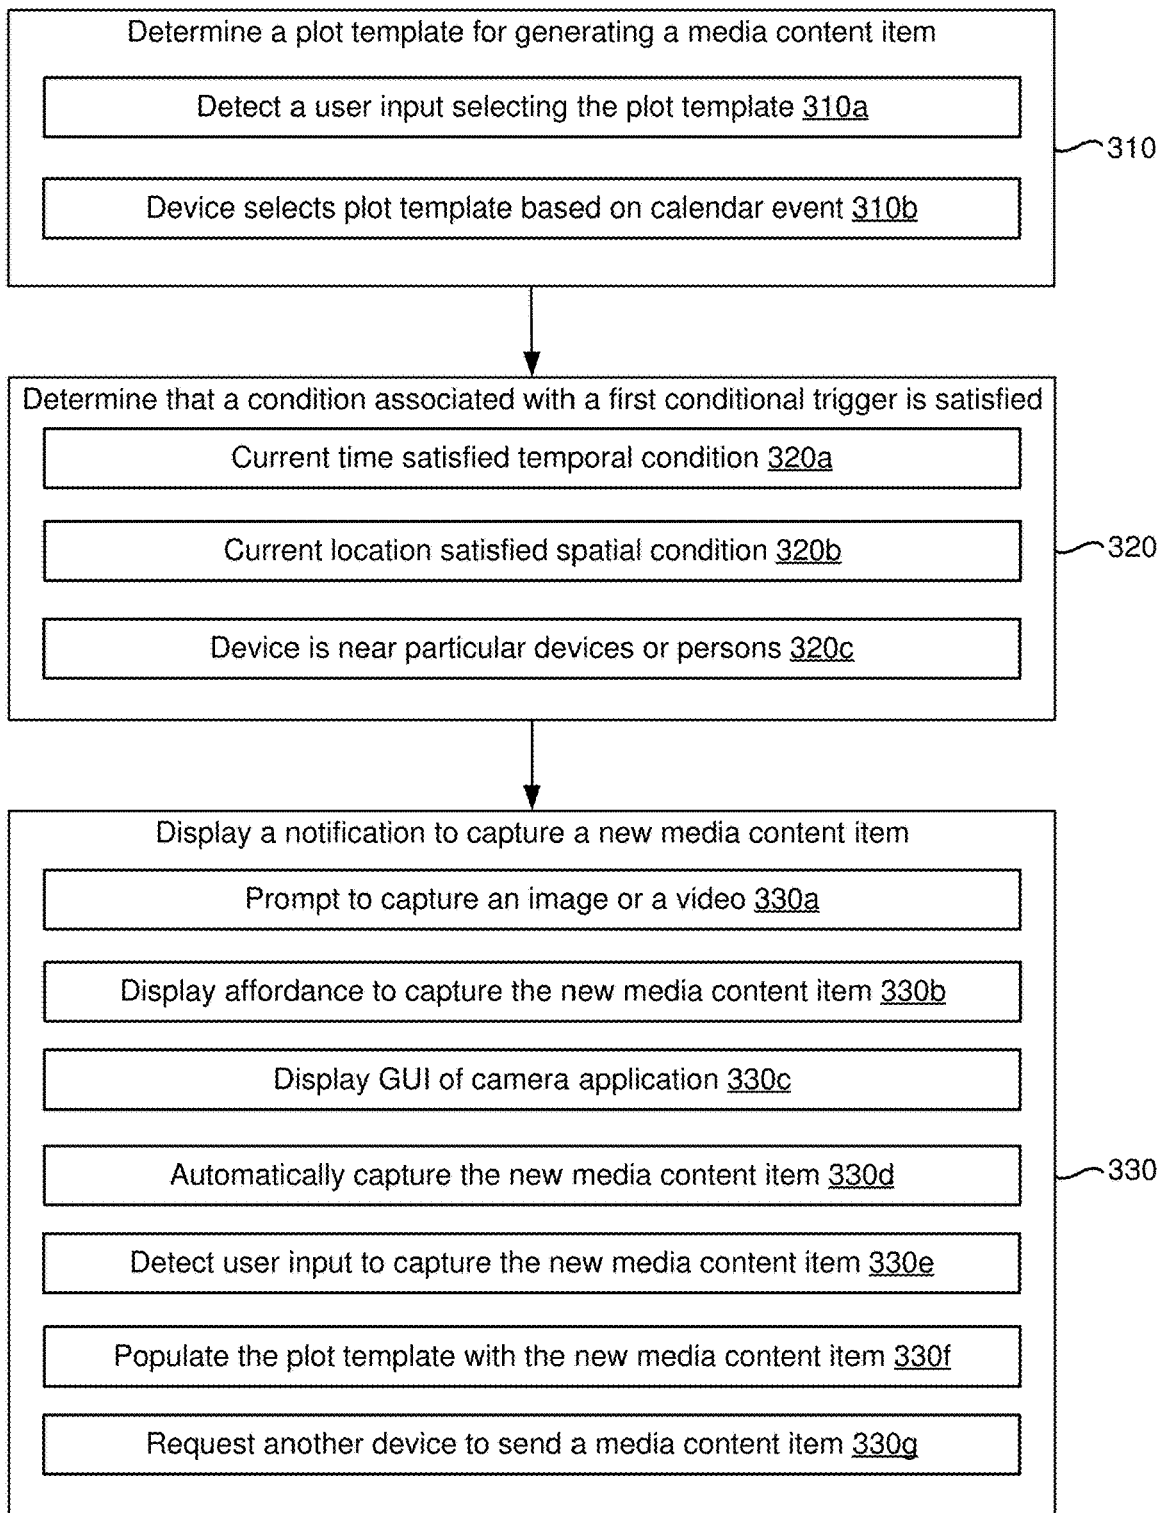 Determine a plot template for generating a media content item
Detect a user input selecting the plot template 310a
310
Device selects plot template based on calendar event 310b
Determine that a condition associated with a first conditional trigger is satisfied
Current time satisfied temporal condition 320a
Current location satisfied spatial condition 320b
320
Device is near particular devices or persons 320c
Display a notification to capture a new media content item
Prompt to capture an image or a video 330a
Display affordance to capture the new media content item 330b
Display GUI of camera application 330c
Automatically capture the new media content item 330d
330
Detect user input to capture the new media content item 330e
Populate the plot template with the new media content item 330f
Request another device to send a media content item 330g